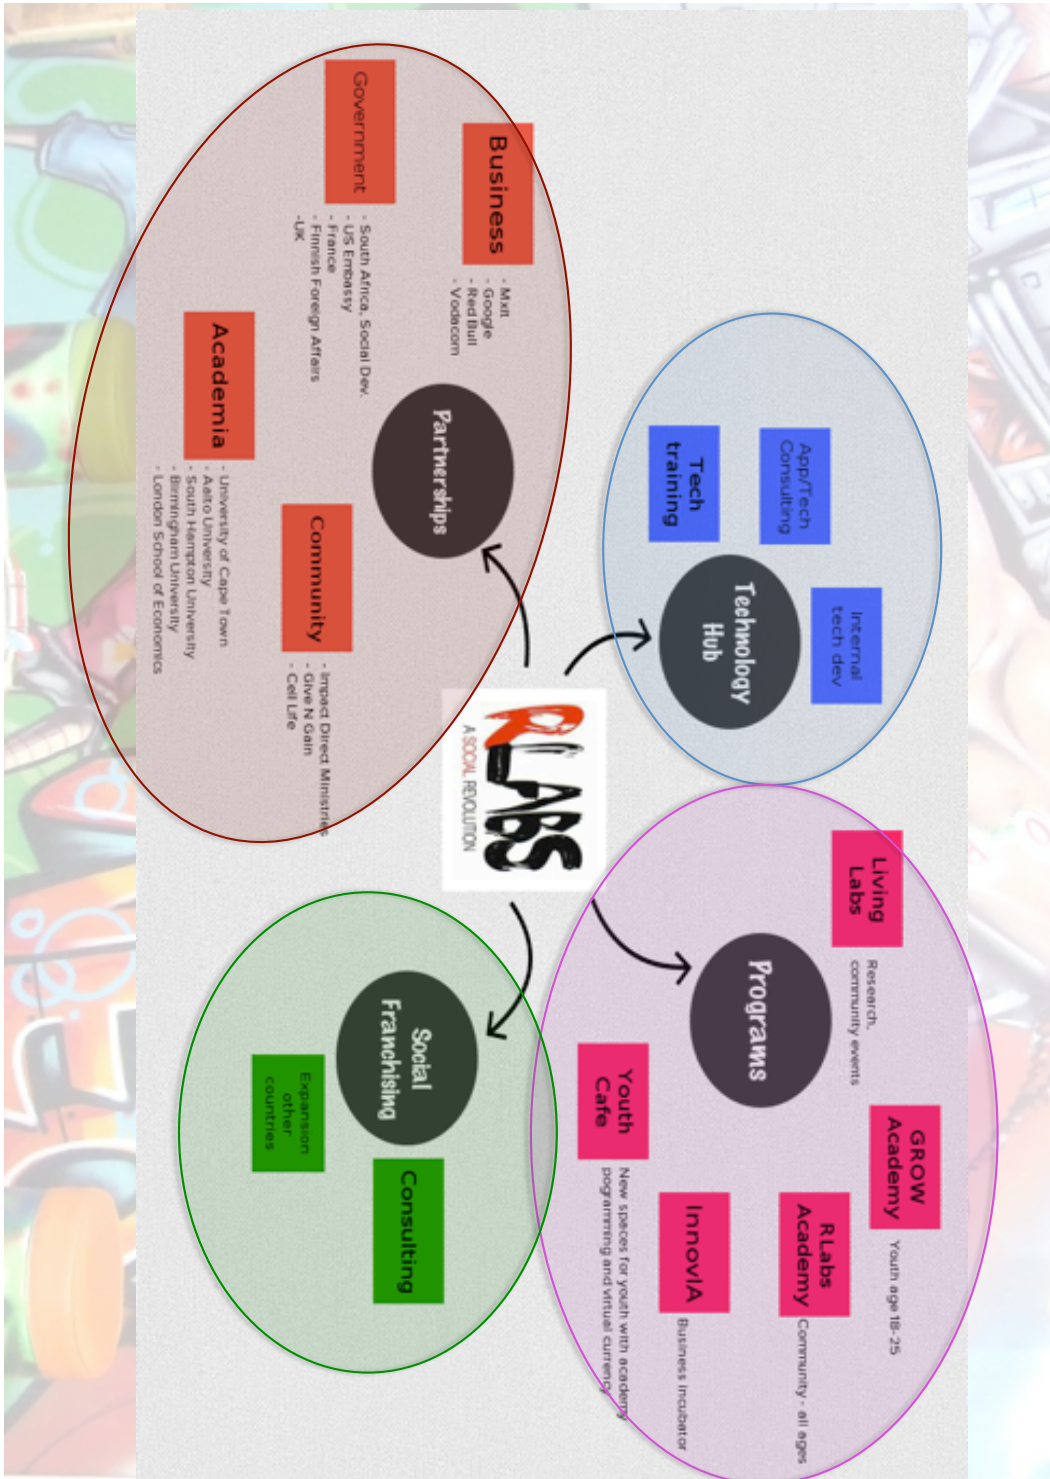 Business
- Mxit
- Google
- Red Bull
- Vodacom
Government
- South Africa, Social Dev.
- US Embassy
- France
- Finnish Foreign Affairs
-UK
Academia
- University of Cape Town
- Aalto University
- South Hampton University
- Birmingham University
- London School of Economics
Community
- Impact Direct Ministries
- Give N Gain
- Cell Life
Partnerships
App/Tech
Consulting
Tech
training
Internal
tech dev
Technology
Hub
RLABS
A SOCIAL REVOLUTION
Living
Labs
Research,
community events
Programs
GROW
Academy
Youth age 18-25
RLabs
Academy
Community - all ages
InnovIA
Business incubator
Youth
Cafe
New spaces for youth with academy
pogramming and virtual currency
Social
Franchising
Consulting
Expansion
other
countries